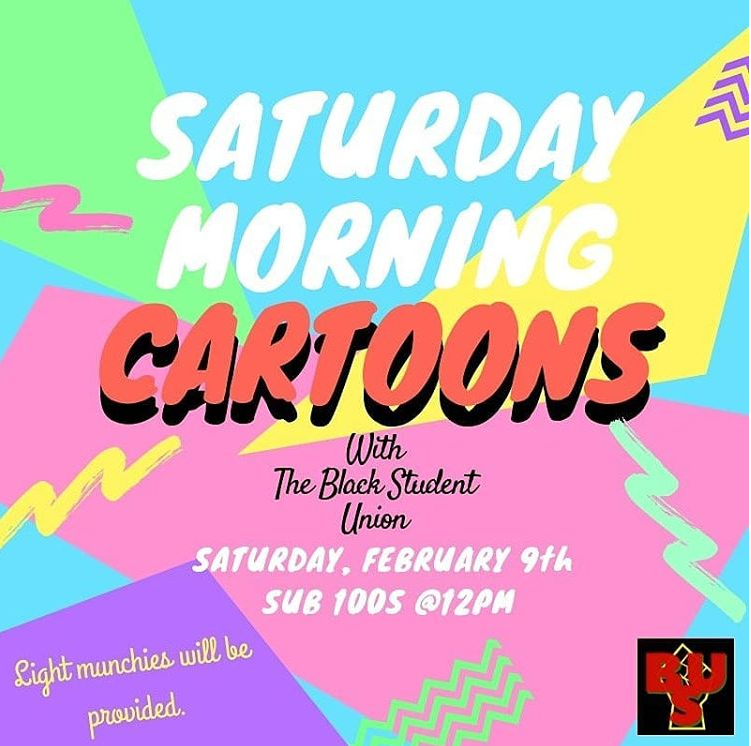 SATURDAY
MORNING
CARTOONS
With
The Black Student
Union
SATURDAY, FEBRUARY 9th
SUB 100S @12PM
Light munchies will be
provided.
BU
S